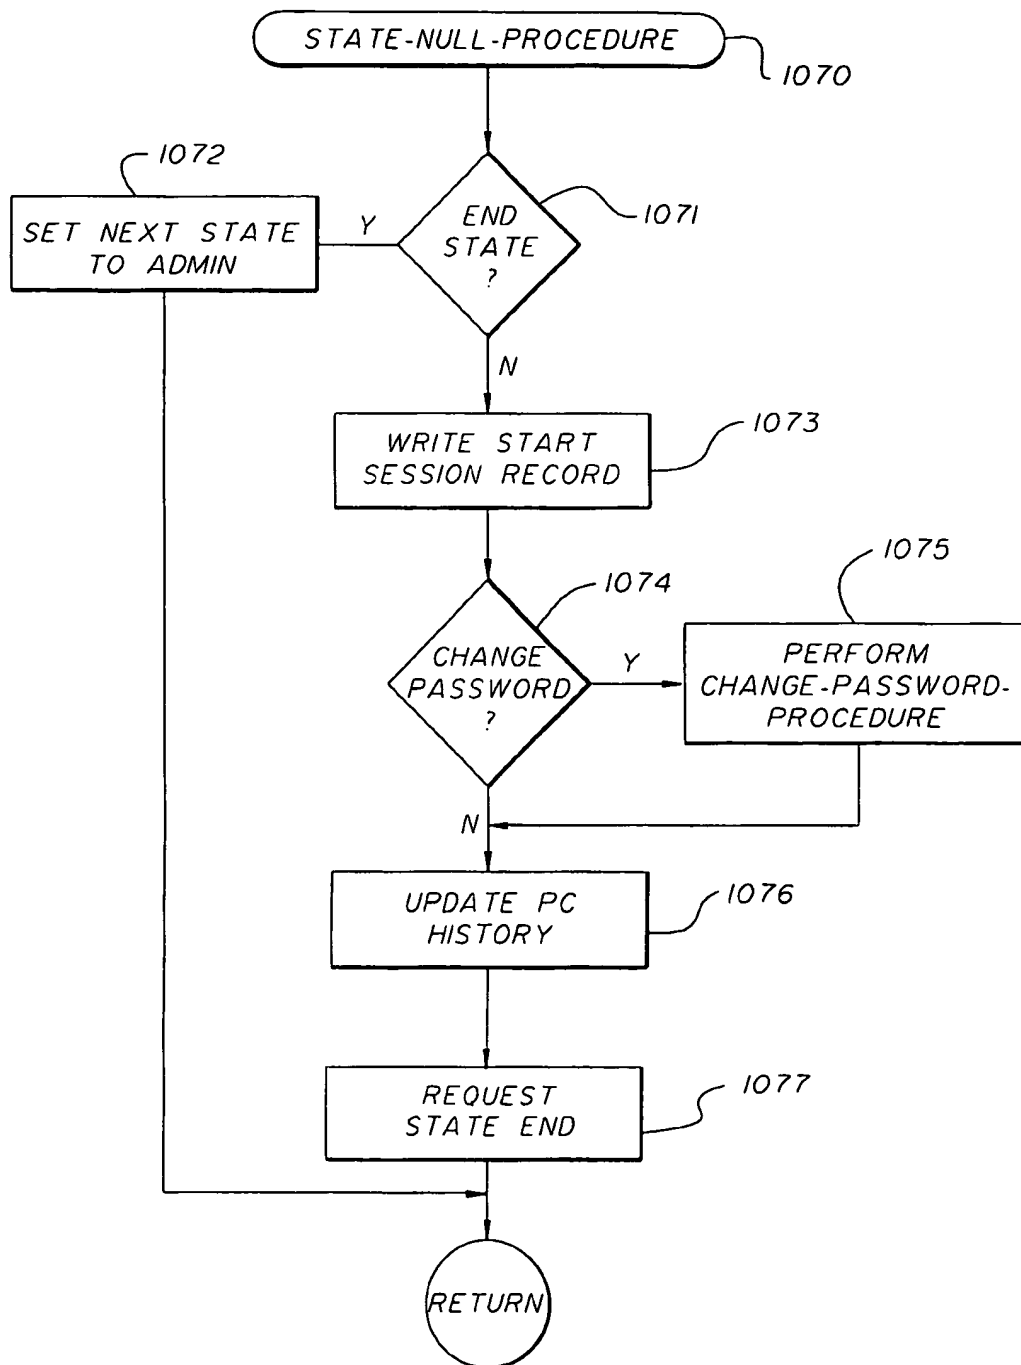 STATE-NULL-PROCEDURE
1070
1072
SET NEXT STATE
TO ADMIN
Y
END
STATE
?
1071
N
WRITE START
SESSION RECORD
1073
1074
CHANGE
PASSWORD
?
Y
1075
PERFORM
CHANGE-PASSWORD-
PROCEDURE
N
UPDATE PC
HISTORY
1076
REQUEST
STATE END
1077
RETURN